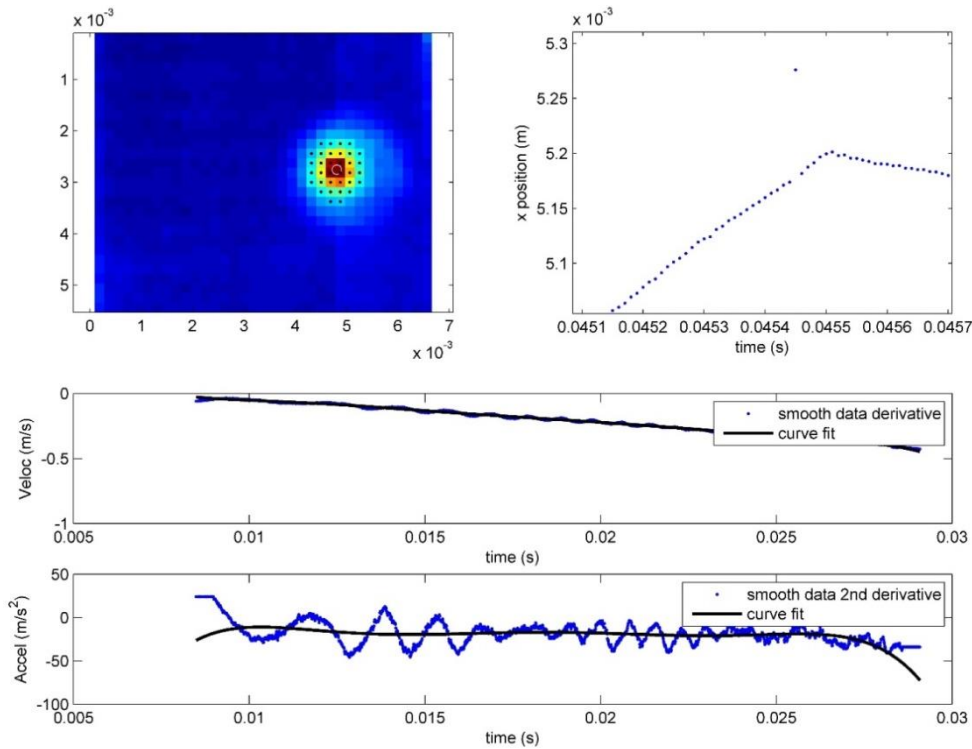 x 10⁻³
1
2
3
4
5
0 1 2 3 4 5 6 7
x 10⁻³
x 10⁻³
5.3
5.25
5.2
5.15
5.1
x position (m)
0.0451 0.0452 0.0453 0.0454 0.0455 0.0456 0.0457
time (s)
0
-0.5
-1
Veloc (m/s)
smooth data derivative
curve fit
0.005 0.01 0.015 0.02 0.025 0.03
time (s)
50
0
-50
-100
Accel (m/s²)
smooth data 2nd derivative
curve fit
0.005 0.01 0.015 0.02 0.025 0.03
time (s)